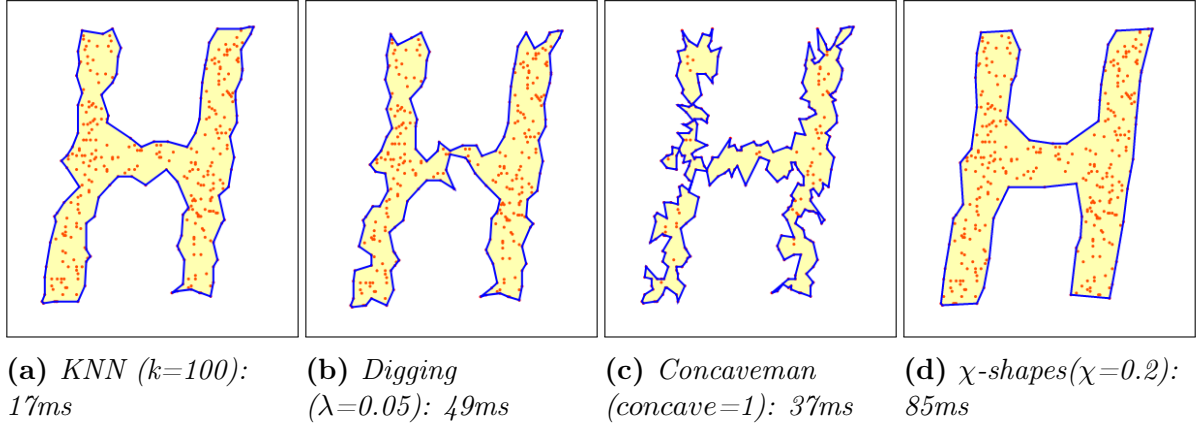 (a) KNN (k=100):
17ms
(b) Digging
(λ=0.05): 49ms
(c) Concaveman
(concave=1): 37ms
(d) χ-shapes(χ=0.2):
85ms